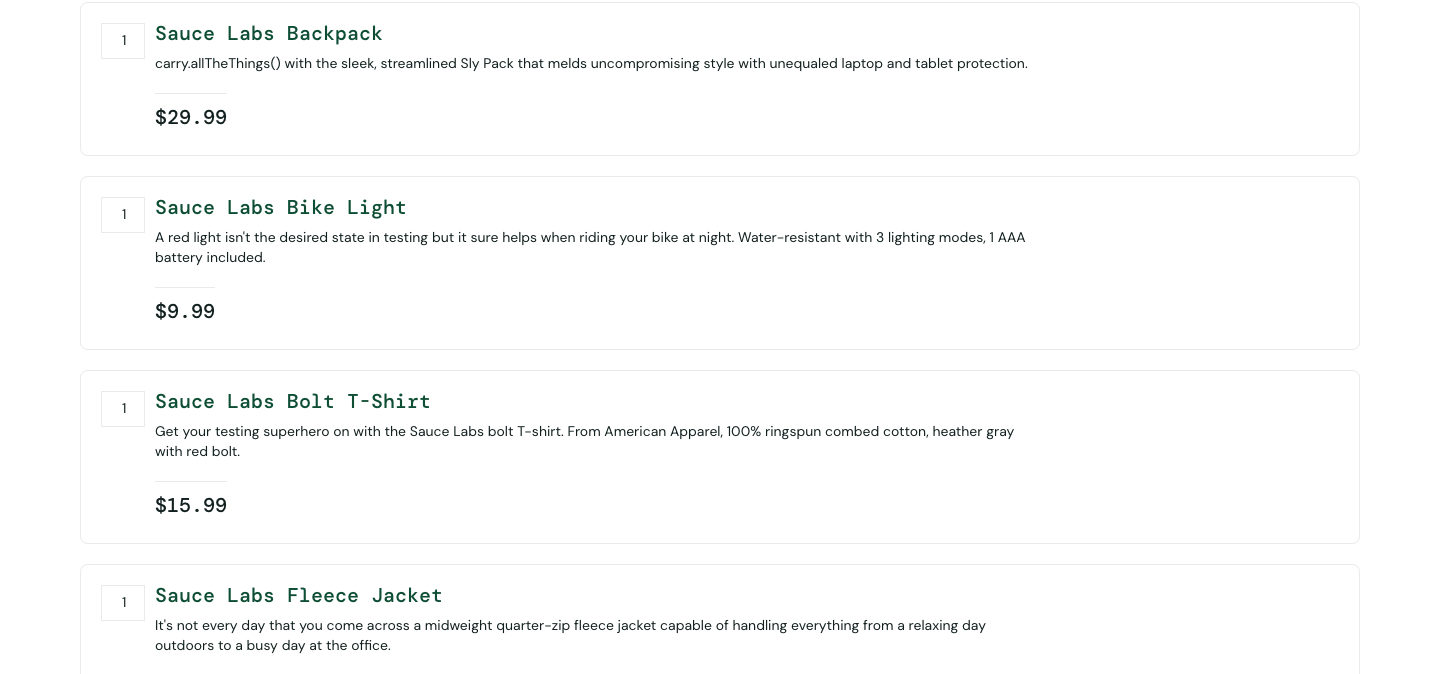 1
Sauce Labs Backpack
carry.allTheThings() with the sleek, streamlined Sly Pack that melds uncompromising style with unequaled laptop and tablet protection.
$29.99
1
Sauce Labs Bike Light
A red light isn't the desired state in testing but it sure helps when riding your bike at night. Water-resistant with 3 lighting modes, 1 AAA
battery included.
$9.99
1
Sauce Labs Bolt T-Shirt
Get your testing superhero on with the Sauce Labs bolt T-shirt. From American Apparel, 100% ringspun combed cotton, heather gray
with red bolt.
$15.99
1
Sauce Labs Fleece Jacket
It's not every day that you come across a midweight quarter-zip fleece jacket capable of handling everything from a relaxing day
outdoors to a busy day at the office.